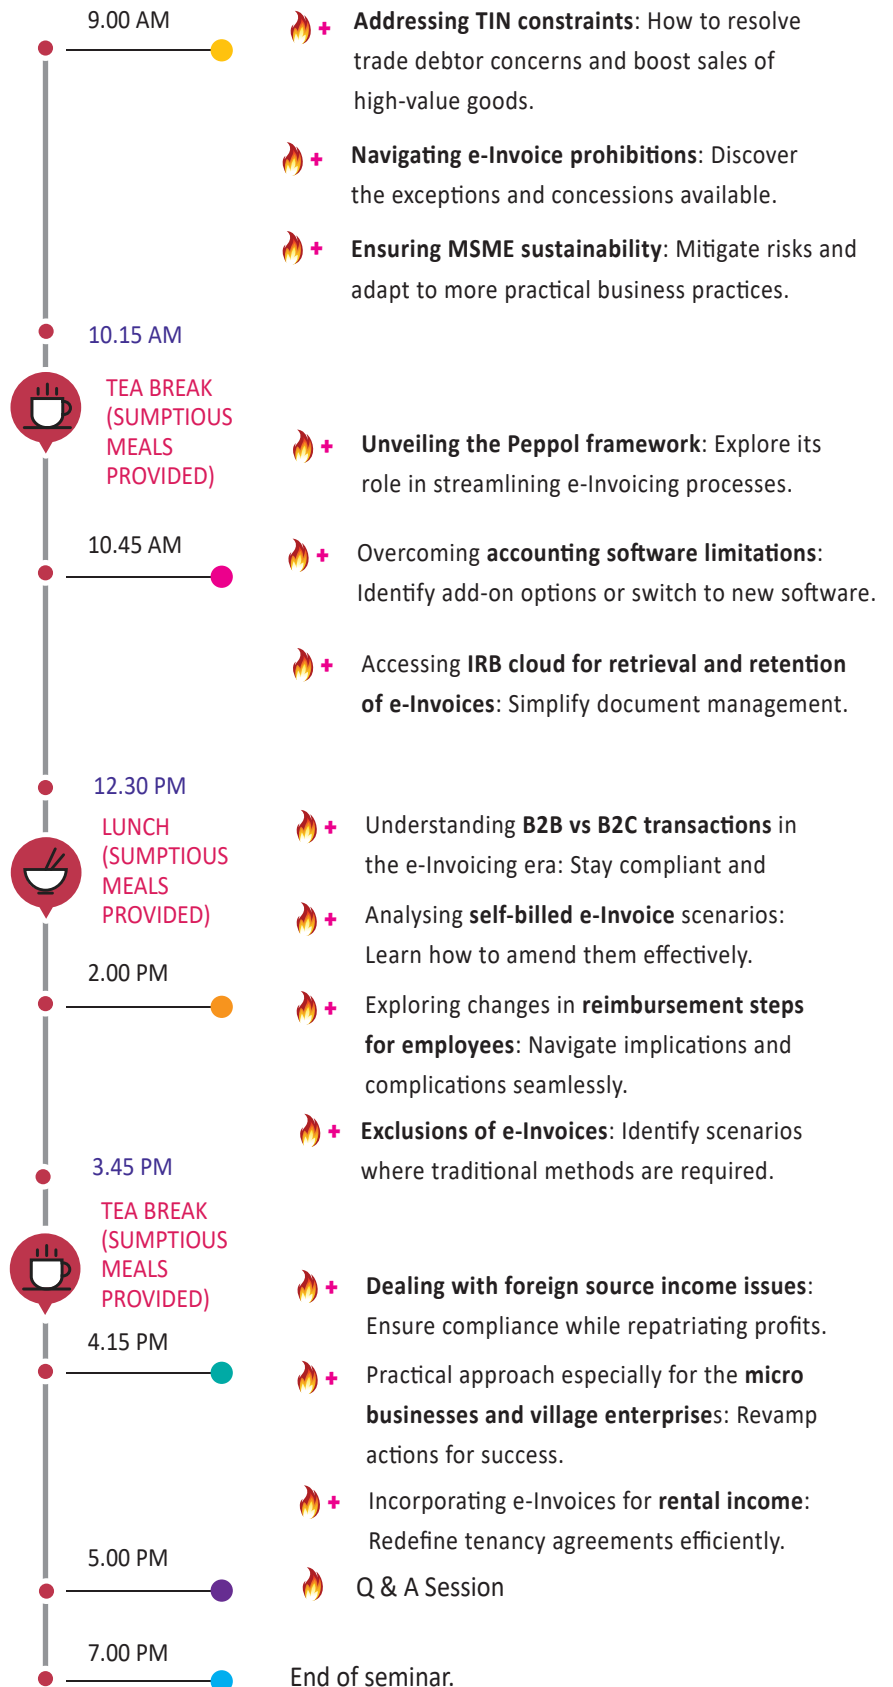 9.00 AM
Addressing TIN constraints: How to resolve
trade debtor concerns and boost sales of
high-value goods.
Navigating e-Invoice prohibitions: Discover
the exceptions and concessions available.
Ensuring MSME sustainability: Mitigate risks and
adapt to more practical business practices.
10.15 AM
TEA BREAK
(SUMPTIOUS
MEALS
PROVIDED)
Unveiling the Peppol framework: Explore its
role in streamlining e-Invoicing processes.
10.45 AM
Overcoming accounting software limitations:
Identify add-on options or switch to new software.
Accessing IRB cloud for retrieval and retention
of e-Invoices: Simplify document management.
12.30 PM
LUNCH
(SUMPTIOUS
MEALS
PROVIDED)
Understanding B2B vs B2C transactions in
the e-Invoicing era: Stay compliant and
Analysing self-billed e-Invoice scenarios:
Learn how to amend them effectively.
2.00 PM
Exploring changes in reimbursement steps
for employees: Navigate implications and
complications seamlessly.
Exclusions of e-Invoices: Identify scenarios
where traditional methods are required.
3.45 PM
TEA BREAK
(SUMPTIOUS
MEALS
PROVIDED)
Dealing with foreign source income issues:
Ensure compliance while repatriating profits.
4.15 PM
Practical approach especially for the micro
businesses and village enterprises: Revamp
actions for success.
Incorporating e-Invoices for rental income:
Redefine tenancy agreements efficiently.
5.00 PM
Q & A Session
7.00 PM
End of seminar.